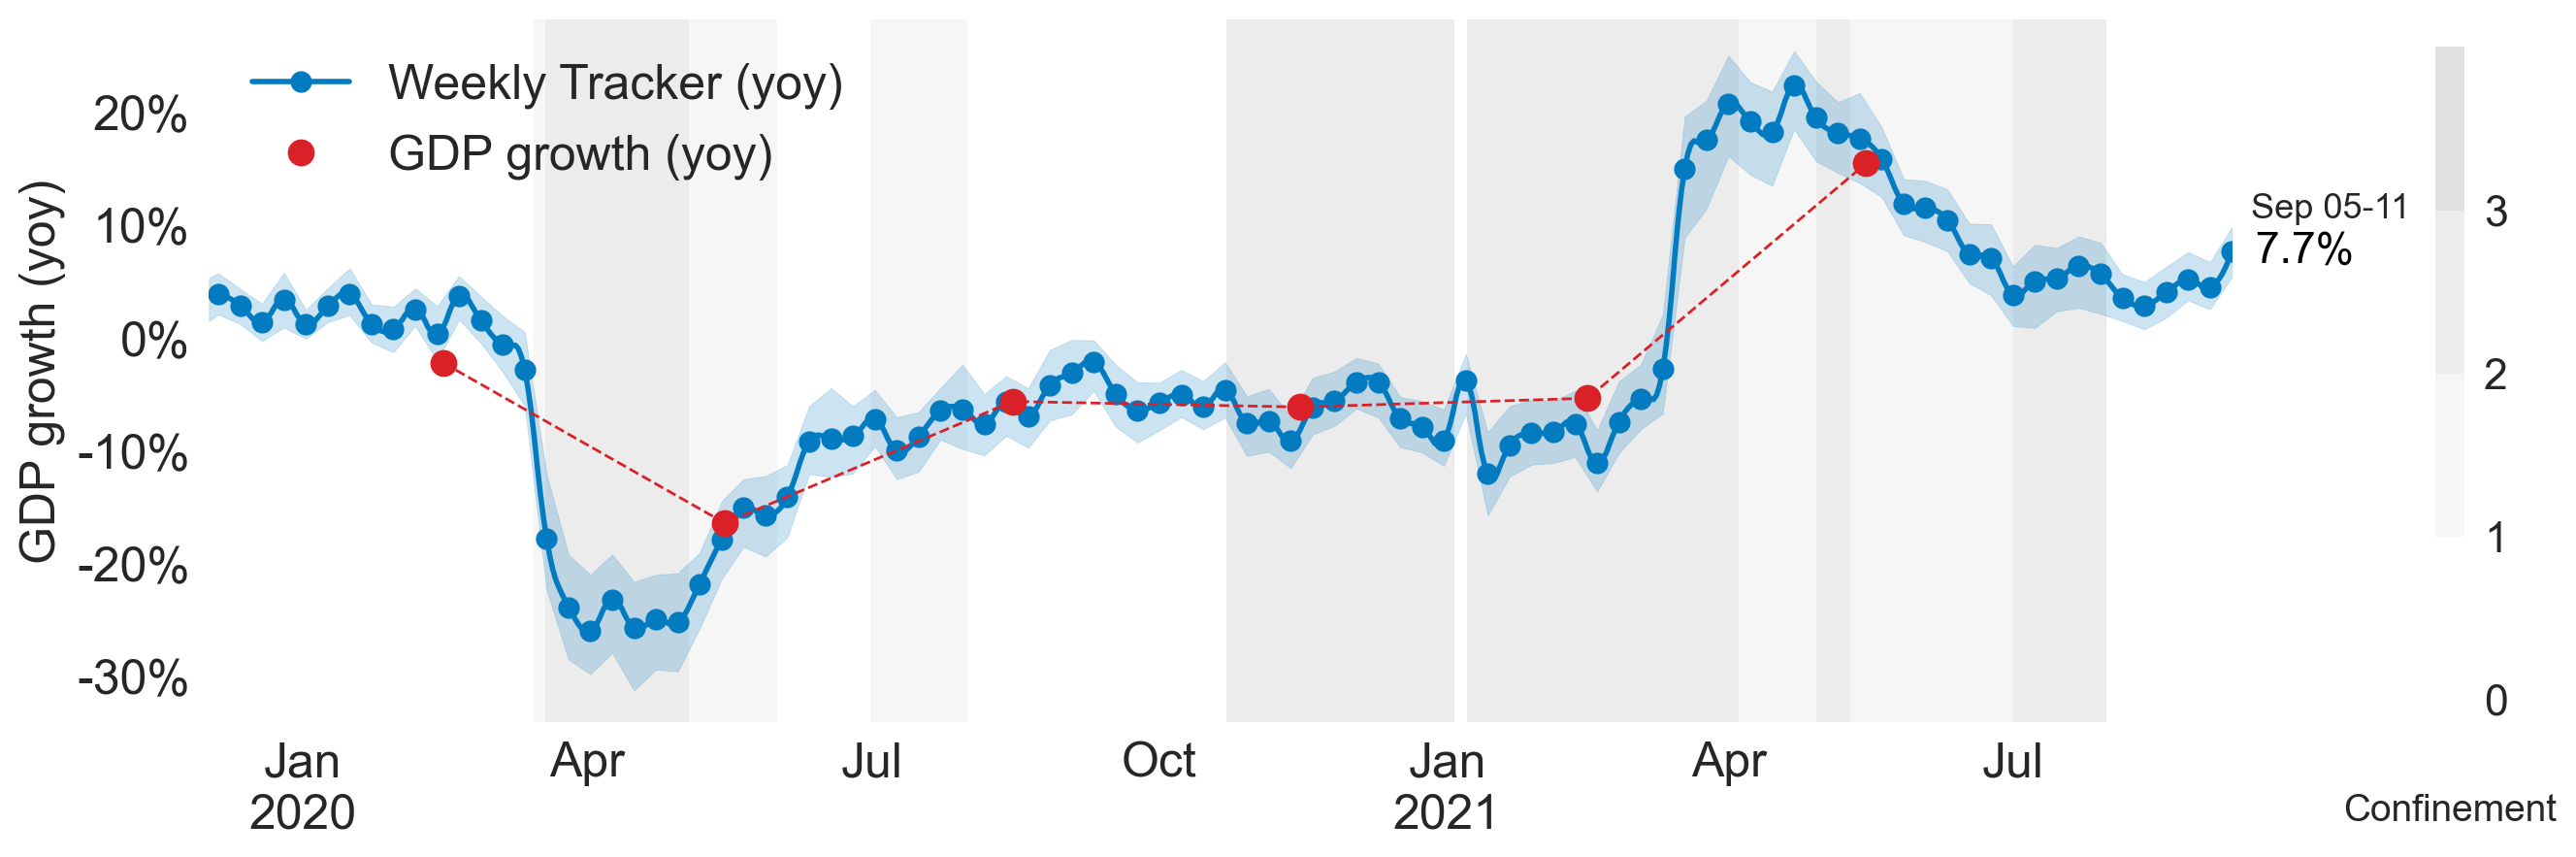 Weekly Tracker (yoy)
GDP growth (yoy)
GDP growth (yoy)
20%
10%
0%
-10%
-20%
-30%
Jan
2020
Apr
Jul
Oct
Jan
2021
Apr
Jul
Sep 05-11
7.7%
3
2
1
0
Confinement